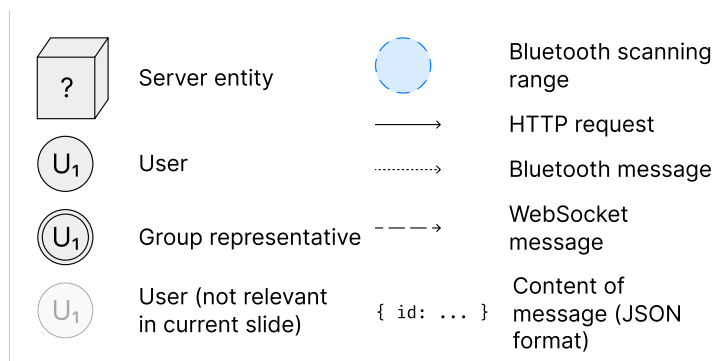 ?
Server entity
U₁
User
U₁
Group representative
U₁
User (not relevant
in current slide)
Bluetooth scanning
range
HTTP request
Bluetooth message
WebSocket
message
{ id: ... }
Content of
message (JSON
format)